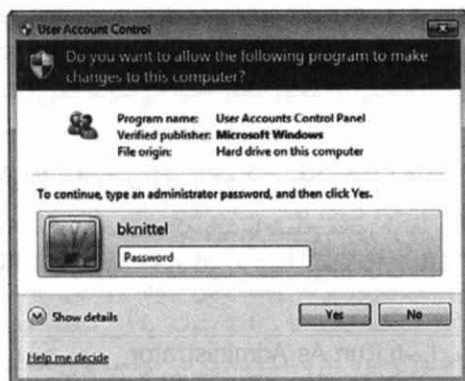 User Account Control
Do you want to allow the following program to make
changes to this computer?
Program name: User Accounts Control Panel
Verified publisher: Microsoft Windows
File origin: Hard drive on this computer
To continue, type an administrator password, and then click Yes.
bknittel
Password
Show details
Yes
No
Help me decide